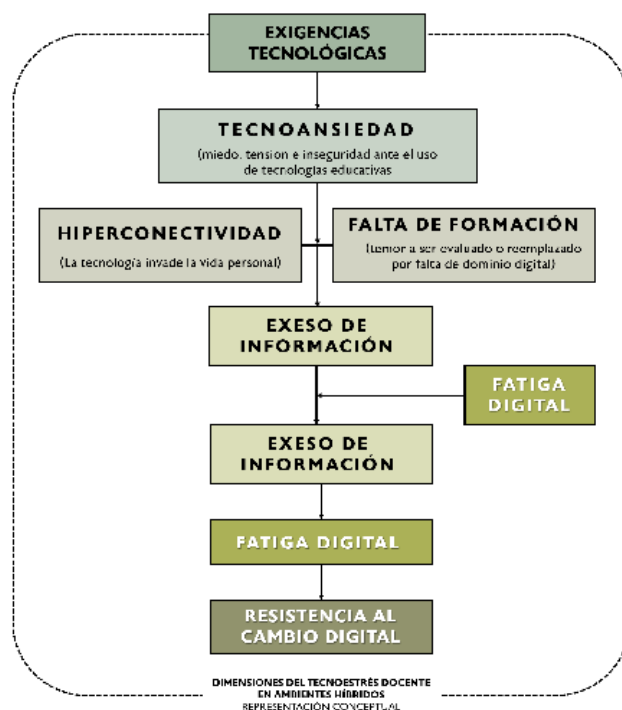 EXIGENCIAS
TECNOLÓGICAS
TECNOANSIEDAD
(miedo, tension e inseguridad ante el uso
de tecnologías educativas
HIPERCONECTIVIDAD
(La tecnología invade la vida personal)
FALTA DE FORMACIÓN
(temor a ser evaluado o reemplazado
por falta de dominio digital)
EXESO DE
INFORMACIÓN
FATIGA
DIGITAL
EXESO DE
INFORMACIÓN
FATIGA DIGITAL
RESISTENCIA AL
CAMBIO DIGITAL
DIMENSIONES DEL TECNOESTRÉS DOCENTE
EN AMBIENTES HÍBRIDOS
REPRESENTACIÓN CONCEPTUAL